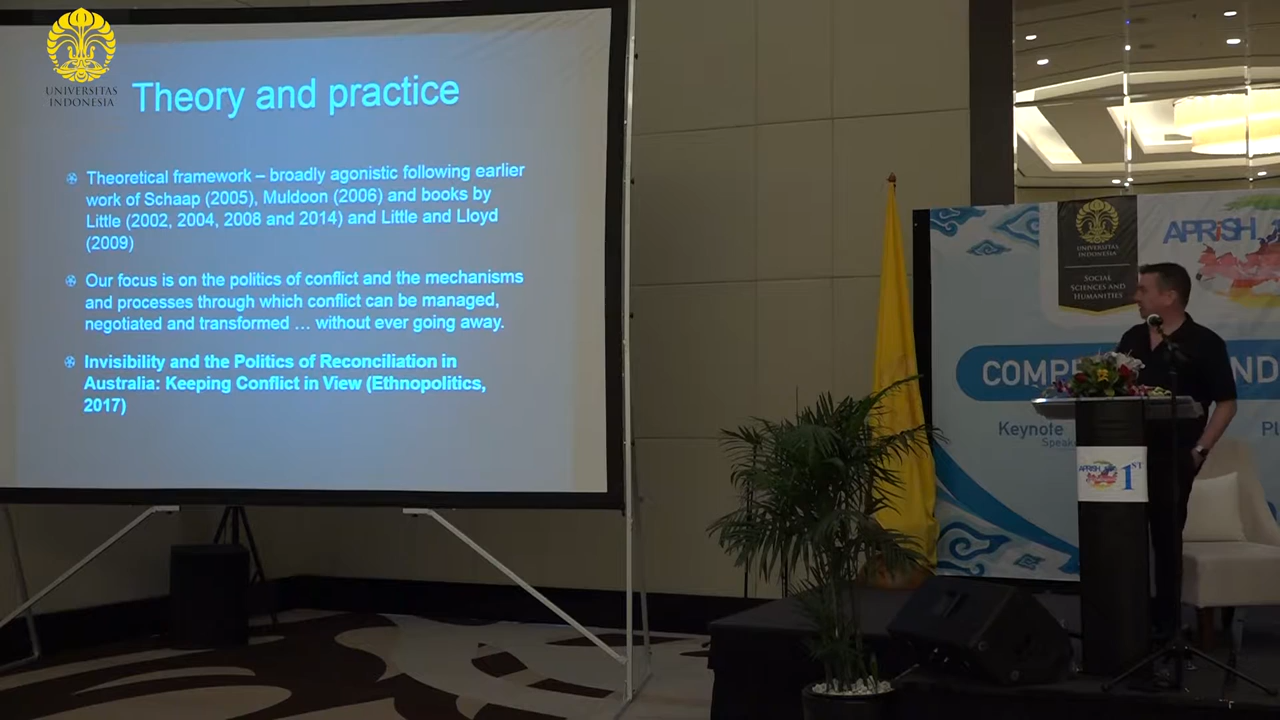 UNIVERSITAS
INDONESIA
Theory and practice
Theoretical framework – broadly agonistic following earlier
work of Schaap (2005), Muldoon (2006) and books by
Little (2002, 2004, 2008 and 2014) and Little and Lloyd
(2009)
Our focus is on the politics of conflict and the mechanisms
and processes through which conflict can be managed,
negotiated and transformed … without ever going away.
Invisibility and the Politics of Reconciliation in
Australia: Keeping Conflict in View (Ethnopolitics,
2017)
UNIVERSITAS
INDONESIA
SOCIAL
SCIENCES AND
HUMANITIES
APRiSH
Keynote
APRiSH
1ST